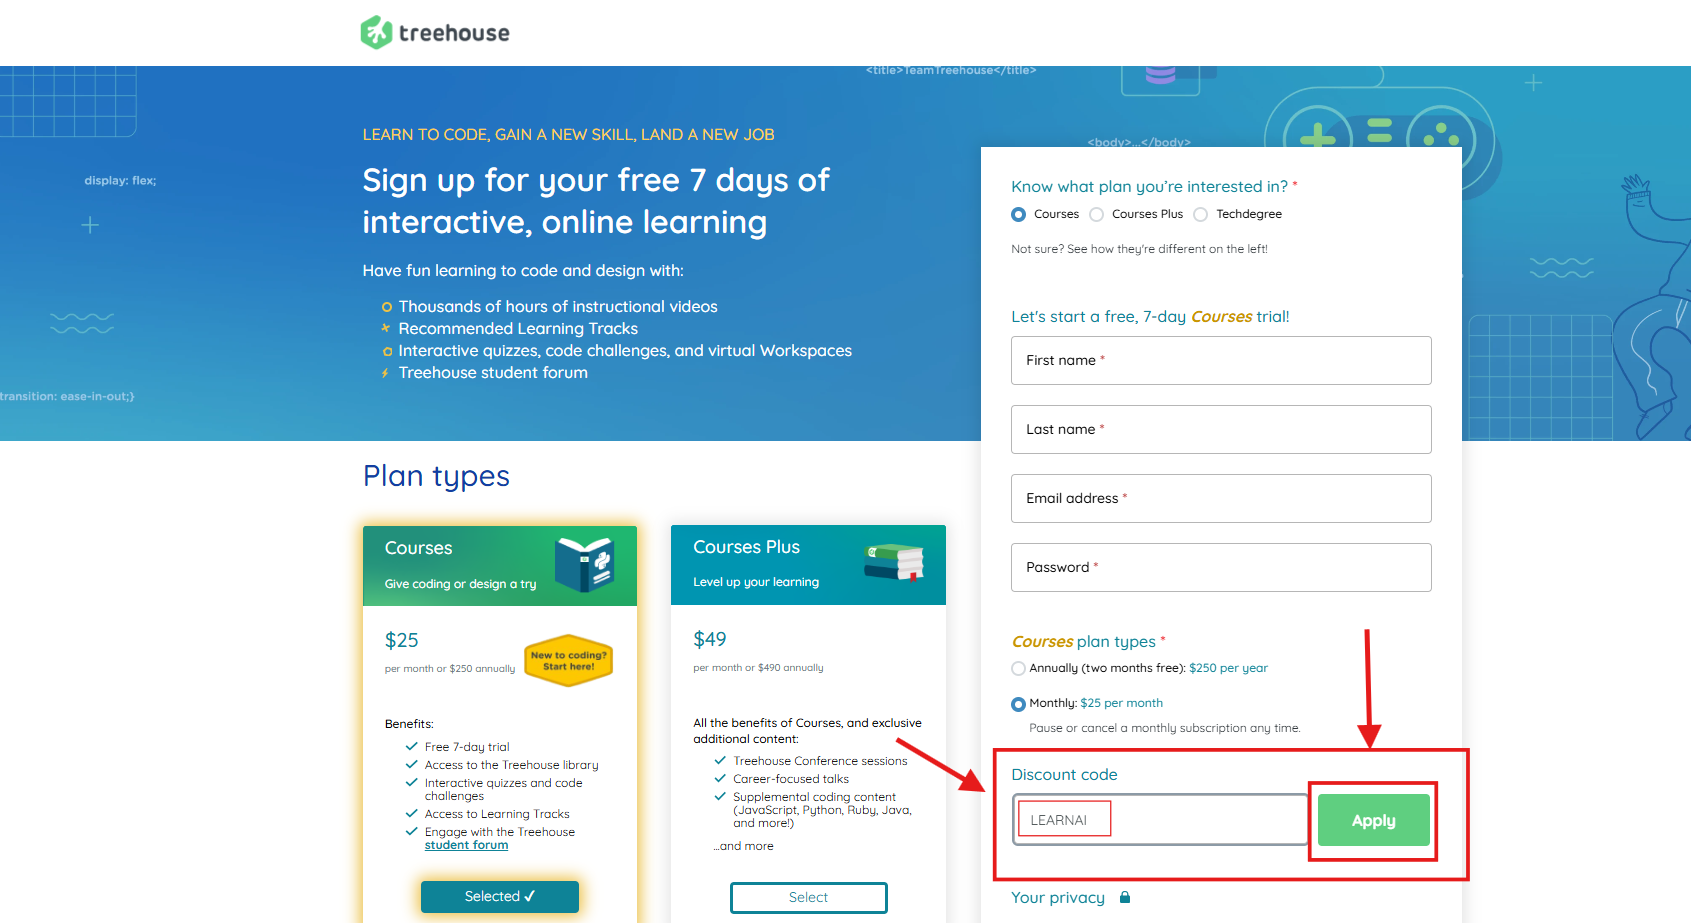 treehouse
<title>TeamTreehouse</title>
<body>...</body>
display: flex;
transition: ease-in-out;}
LEARN TO CODE, GAIN A NEW SKILL, LAND A NEW JOB
Sign up for your free 7 days of
interactive, online learning
Have fun learning to code and design with:
Thousands of hours of instructional videos
Recommended Learning Tracks
Interactive quizzes, code challenges, and virtual Workspaces
Treehouse student forum
Plan types
Courses
Give coding or design a try
$25
per month or $250 annually
New to coding?
Start here!
Benefits:
Free 7-day trial
Access to the Treehouse library
Interactive quizzes and code
challenges
Access to Learning Tracks
Engage with the Treehouse
student forum
Selected ✓
Courses Plus
Level up your learning
$49
per month or $490 annually
All the benefits of Courses, and exclusive
additional content:
Treehouse Conference sessions
Career-focused talks
Supplemental coding content
(JavaScript, Python, Ruby, Java,
and more!)
...and more
Select
Know what plan you're interested in? *
Courses Courses Plus Techdegree
Not sure? See how they're different on the left!
Let's start a free, 7-day Courses trial!
First name *
Last name *
Email address *
Password *
Courses plan types *
Annually (two months free): $250 per year
Monthly: $25 per month
Pause or cancel a monthly subscription any time.
Discount code
LEARNAI
Apply
Your privacy